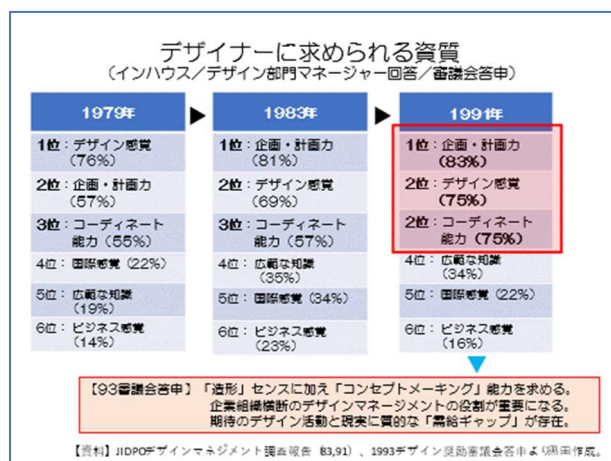 デザイナーに求められる資質
（インハウス／デザイン部門マネージャー回答／審議会答申）
1979年
1位：デザイン感覚
（76%）
2位：企画・計画力
（57%）
3位：コーディネート
能力（55%）
4位：国際感覚（22%）
5位：広範な知識
（19%）
6位：ビジネス感覚
（14%）
1983年
1位：企画・計画力
（81%）
2位：デザイン感覚
（69%）
3位：コーディネート
能力（57%）
4位：広範な知識
（35%）
5位：国際感覚（34%）
6位：ビジネス感覚
（23%）
1991年
1位：企画・計画力
（83%）
2位：デザイン感覚
（75%）
2位：コーディネート
能力（75%）
4位：広範な知識
（34%）
5位：国際感覚（22%）
6位：ビジネス感覚
（16%）
【93審議会答申】「造形」センスに加え「コンセプトメーキング」能力を求める。
企業組織横断のデザインマネージメントの役割が重要になる。
期待のデザイン活動と現実に質的な「需給ギャップ」が存在。
【資料】JIDPOデザインマネジメント調査報告（83,91）、1993デザイン奨励審議会答申より黒田作成。